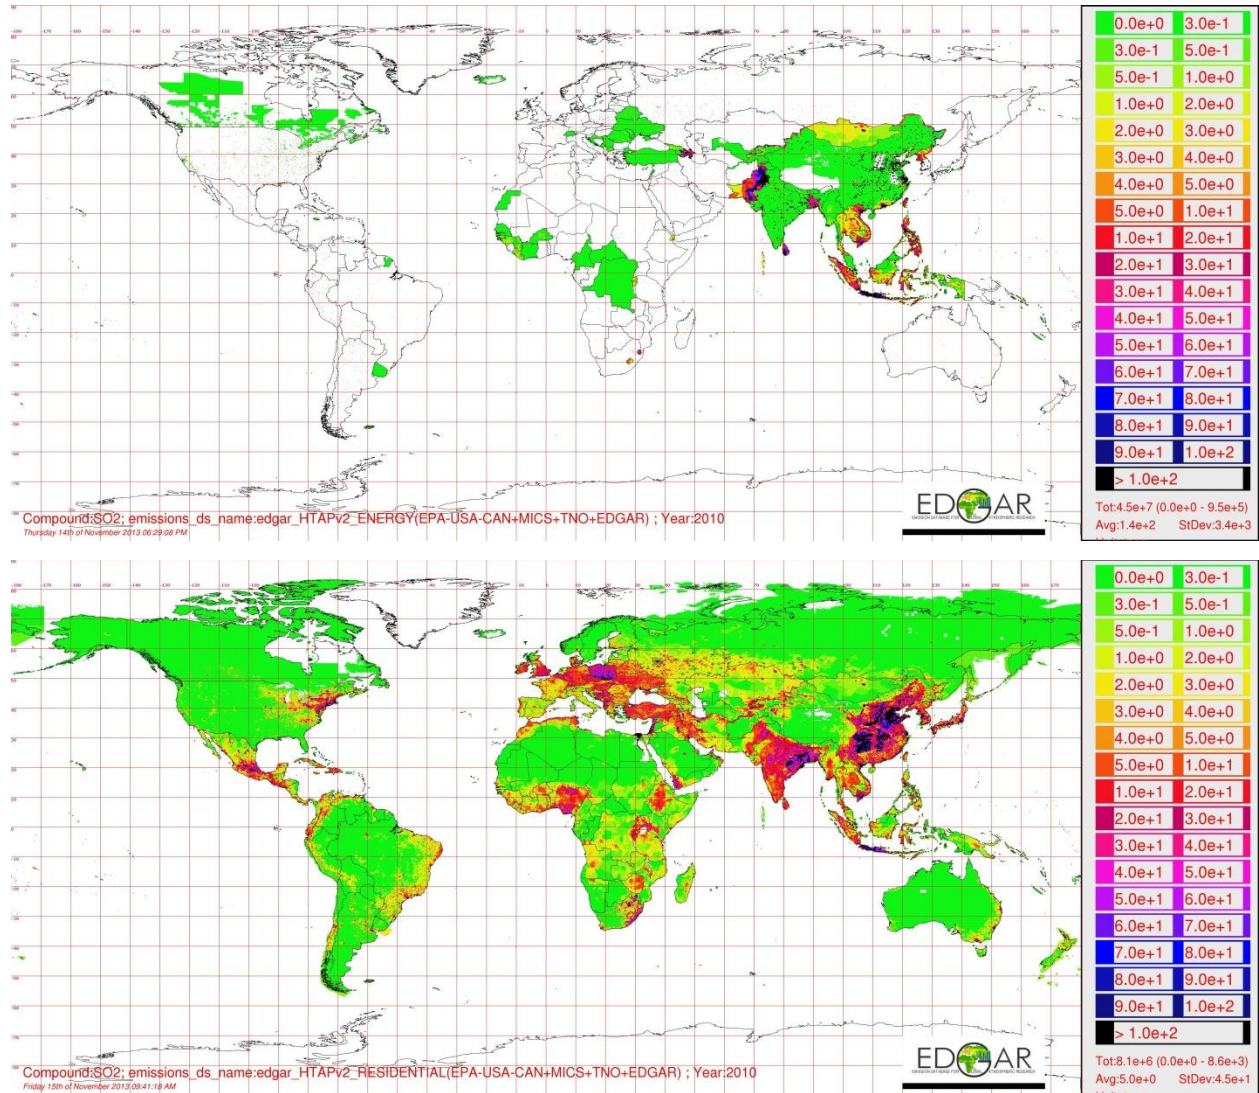 0.0e+0 3.0e-1
3.0e-1 5.0e-1
5.0e-1 1.0e+0
1.0e+0 2.0e+0
2.0e+0 3.0e+0
3.0e+0 4.0e+0
4.0e+0 5.0e+0
5.0e+0 1.0e+1
1.0e+1 2.0e+1
2.0e+1 3.0e+1
3.0e+1 4.0e+1
4.0e+1 5.0e+1
5.0e+1 6.0e+1
6.0e+1 7.0e+1
7.0e+1 8.0e+1
8.0e+1 9.0e+1
9.0e+1 1.0e+2
> 1.0e+2
Tot:4.5e+7 (0.0e+0 - 9.5e+5)
Avg:1.4e+2 StDev:3.4e+3
EDGAR
EMISSION DATABASE FOR GLOBAL ATMOSPHERIC RESEARCH
Compound:SO2; emissions_ds_name:edgar_HTAPv2_ENERGY(EPA-USA-CAN+MICS+TNO+EDGAR) ; Year:2010
Thursday 14th of November 2013 06:29:08 PM
0.0e+0 3.0e-1
3.0e-1 5.0e-1
5.0e-1 1.0e+0
1.0e+0 2.0e+0
2.0e+0 3.0e+0
3.0e+0 4.0e+0
4.0e+0 5.0e+0
5.0e+0 1.0e+1
1.0e+1 2.0e+1
2.0e+1 3.0e+1
3.0e+1 4.0e+1
4.0e+1 5.0e+1
5.0e+1 6.0e+1
6.0e+1 7.0e+1
7.0e+1 8.0e+1
8.0e+1 9.0e+1
9.0e+1 1.0e+2
> 1.0e+2
Tot:8.1e+6 (0.0e+0 - 8.6e+3)
Avg:5.0e+0 StDev:4.5e+1
EDGAR
EMISSION DATABASE FOR GLOBAL ATMOSPHERIC RESEARCH
Compound:SO2; emissions_ds_name:edgar_HTAPv2_RESIDENTIAL(EPA-USA-CAN+MICS+TNO+EDGAR) ; Year:2010
Friday 15th of November 2013 09:41:18 AM